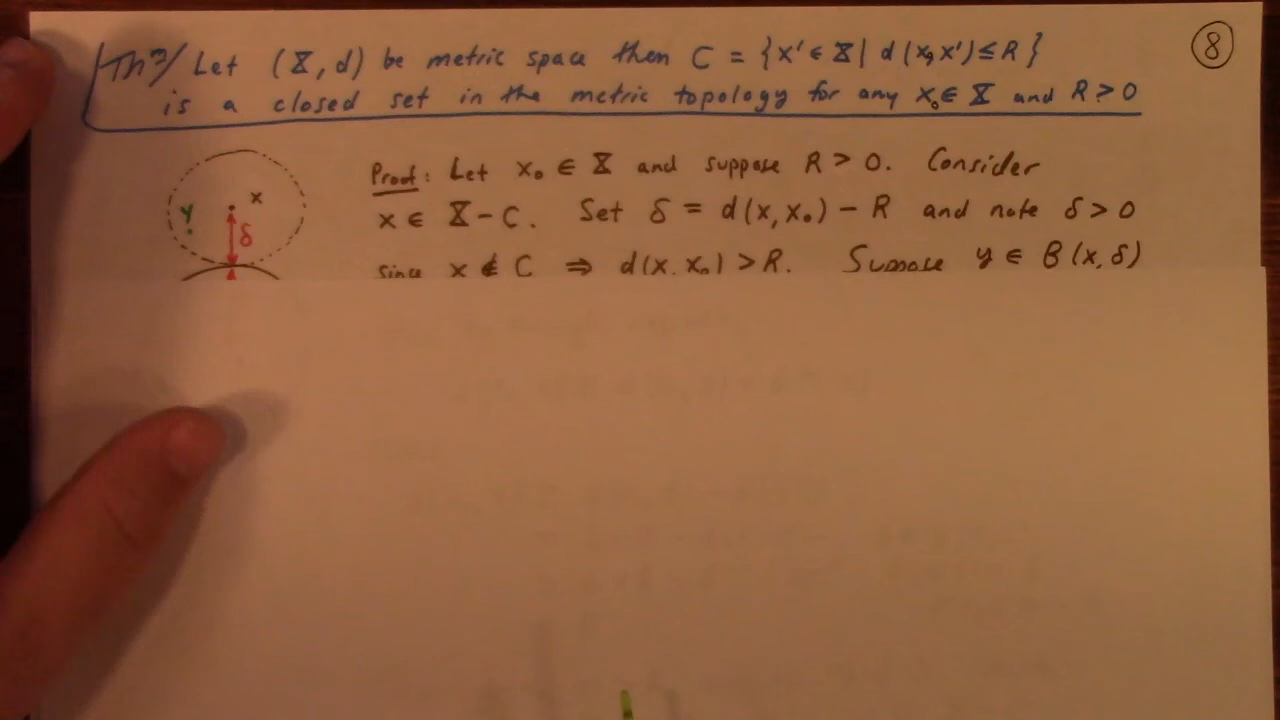 ⑧
Thᵐ/ Let (X, d) be metric space then C = {x' ∈ X | d(x₀, x') ≤ R}
is a closed set in the metric topology for any x₀ ∈ X and R > 0
Proof: Let x₀ ∈ X and suppose R > 0. Consider
x ∈ X - C. Set δ = d(x, x₀) - R and note δ > 0
since x ∉ C ⇒ d(x, x₀) > R. Suppose y ∈ B(x, δ)
x
y
δ